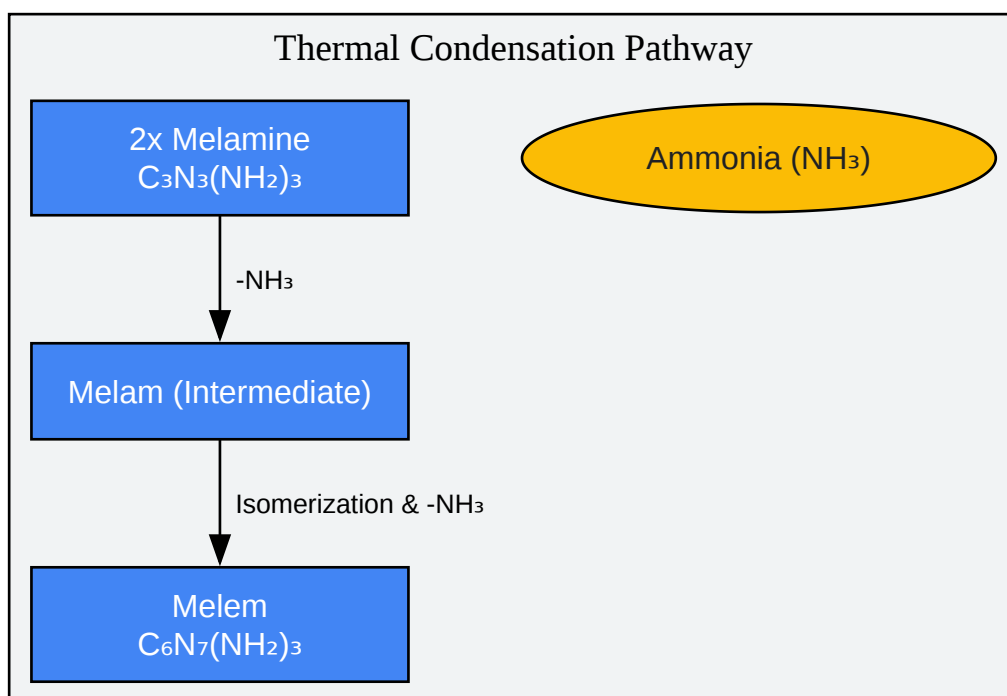 Thermal Condensation Pathway
2x Melamine
C₃N₃(NH₂)₃
Ammonia (NH₃)
-NH₃
Melam (Intermediate)
Isomerization & -NH₃
Melem
C₆N₇(NH₂)₃